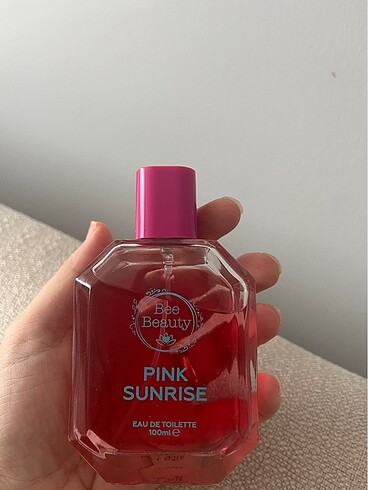 Bee
Beauty
PINK
SUNRISE
EAU DE TOILETTE
100ml ℮